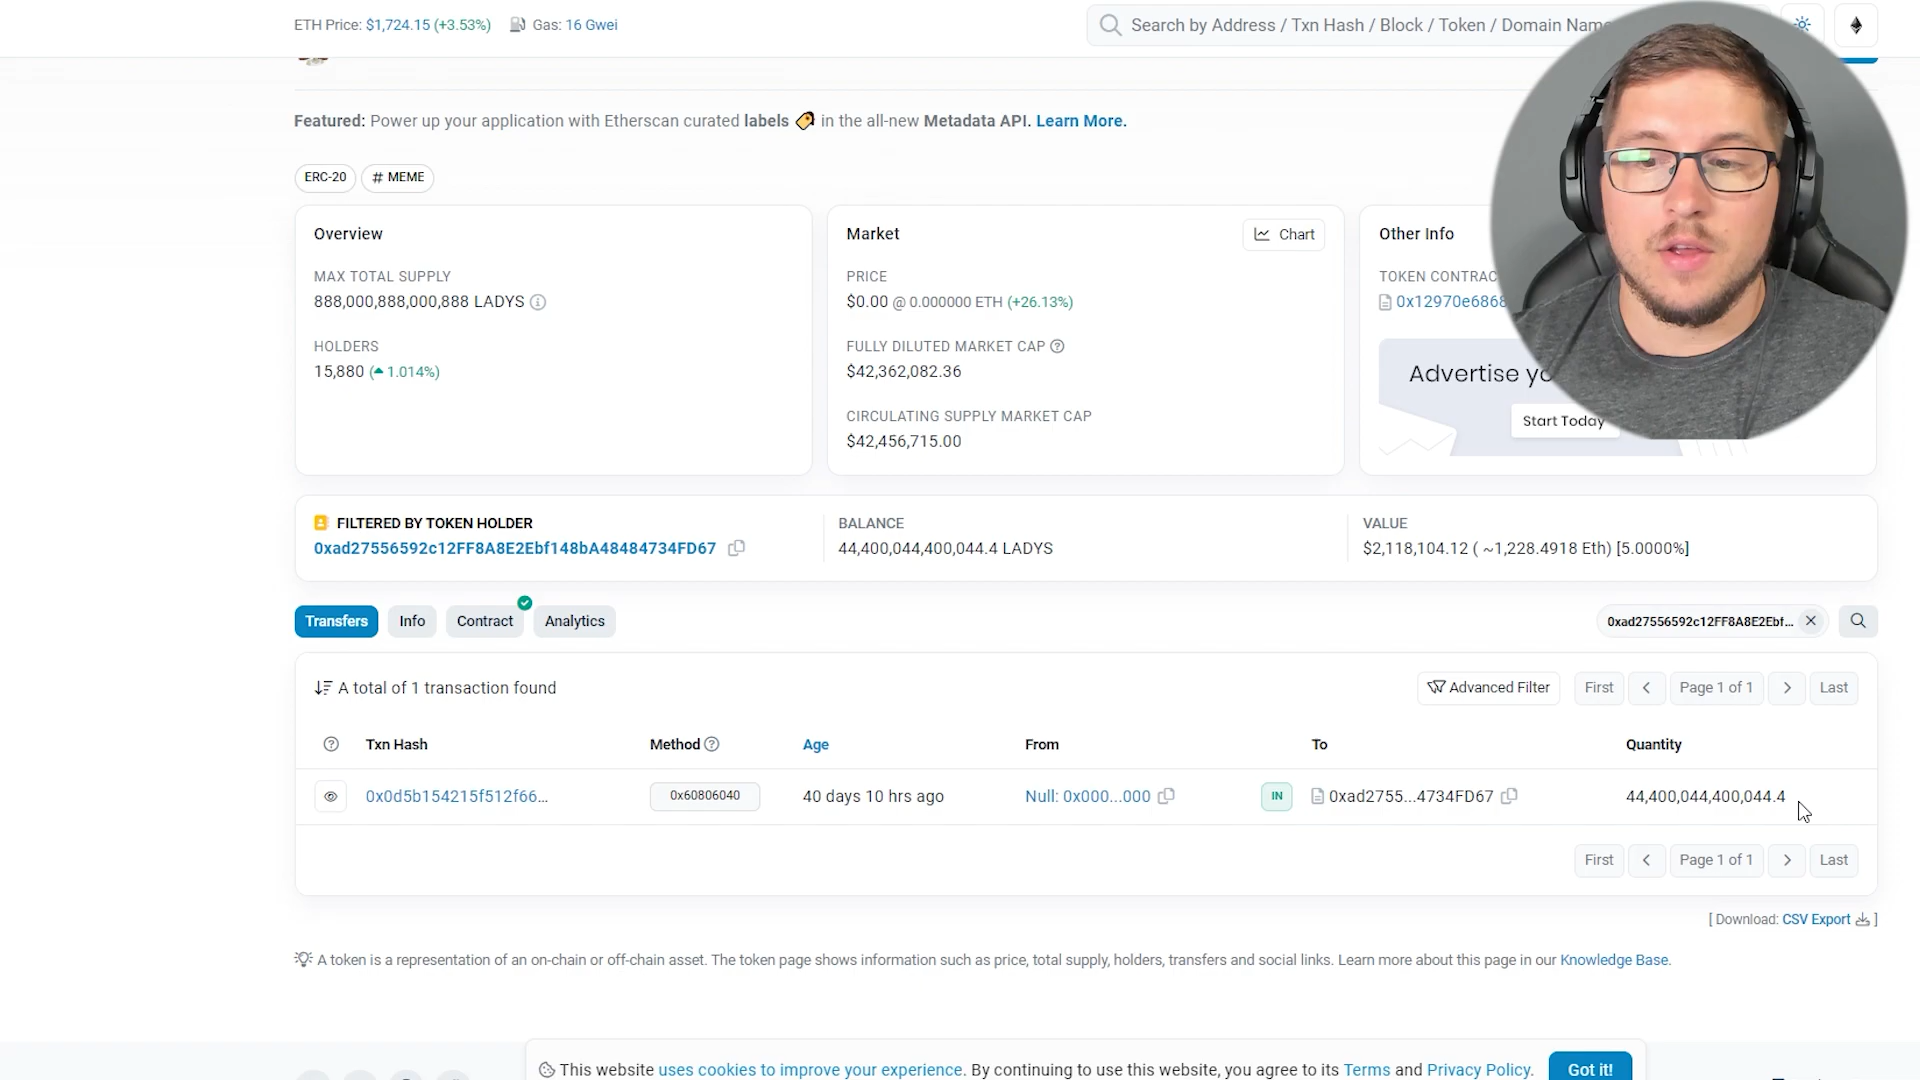 ETH Price: $1,724.15 (+3.53%) Gas: 16 Gwei
Search by Address / Txn Hash / Block / Token / Domain Name
Featured: Power up your application with Etherscan curated labels in the all-new Metadata API. Learn More.
ERC-20 # MEME
Overview
MAX TOTAL SUPPLY
888,000,888,000,888 LADYS
HOLDERS
15,880 (1.014%)
Market
Chart
PRICE
$0.00 @ 0.000000 ETH (+26.13%)
FULLY DILUTED MARKET CAP
$42,362,082.36
CIRCULATING SUPPLY MARKET CAP
$42,456,715.00
Other Info
TOKEN CONTRAC
0x12970e6868
Advertise yo
Start Today
FILTERED BY TOKEN HOLDER
0xad27556592c12FF8A8E2Ebf148bA48484734FD67
BALANCE
44,400,044,400,044.4 LADYS
VALUE
$2,118,104.12 ( ~1,228.4918 Eth) [5.0000%]
Transfers Info Contract Analytics
0xad27556592c12FF8A8E2Ebf...
A total of 1 transaction found
Advanced Filter First Page 1 of 1 Last
Txn Hash Method Age From To Quantity
0x0d5b154215f512f66... 0x60806040 40 days 10 hrs ago Null: 0x000...000 IN 0xad2755...4734FD67 44,400,044,400,044.4
First Page 1 of 1 Last
[ Download: CSV Export ]
A token is a representation of an on-chain or off-chain asset. The token page shows information such as price, total supply, holders, transfers and social links. Learn more about this page in our Knowledge Base.
This website uses cookies to improve your experience. By continuing to use this website, you agree to its Terms and Privacy Policy.
Got it!